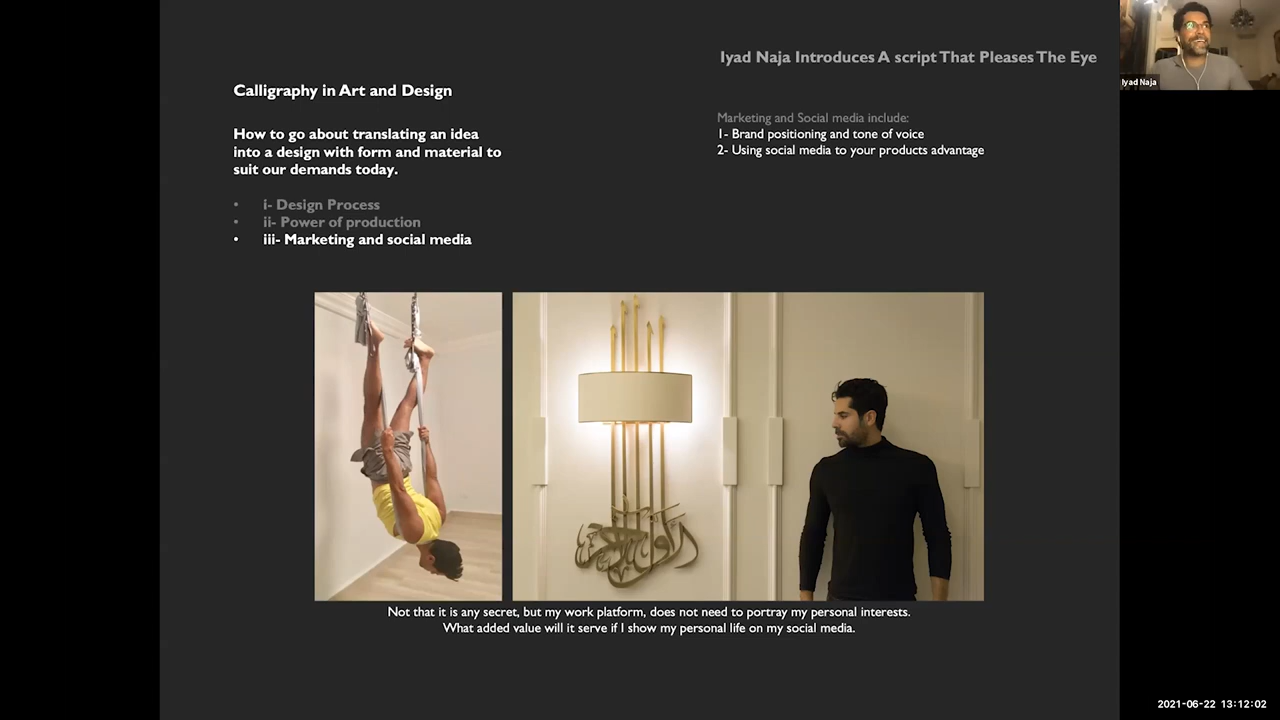 Iyad Naja Introduces A script That Pleases The Eye
Iyad Naja
Calligraphy in Art and Design
How to go about translating an idea
into a design with form and material to
suit our demands today.
• i- Design Process
• ii- Power of production
• iii- Marketing and social media
Marketing and Social media include:
1- Brand positioning and tone of voice
2- Using social media to your products advantage
Not that it is any secret, but my work platform, does not need to portray my personal interests.
What added value will it serve if I show my personal life on my social media.
2021-06-22 13:12:02